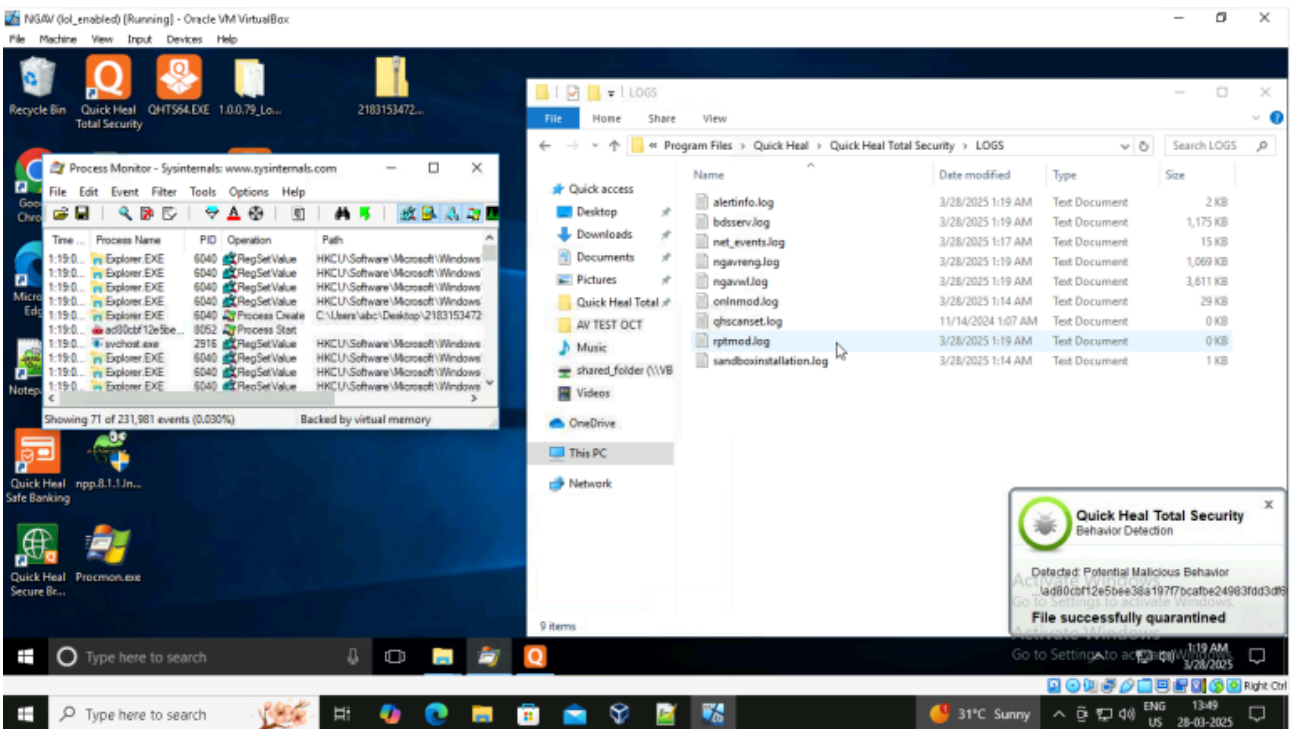 NGAV (lol_enabled) [Running] - Oracle VM VirtualBox
File Machine View Input Devices Help
Recycle Bin
Quick Heal Total Security
QHTS64.EXE
1.0.0.79_Lo...
2183153472...
Process Monitor - Sysinternals: www.sysinternals.com
File Edit Event Filter Tools Options Help
Time ... Process Name PID Operation Path
1:19:0... Explorer.EXE 6040 RegSetValue HKCU\Software\Microsoft\Windows
1:19:0... Explorer.EXE 6040 RegSetValue HKCU\Software\Microsoft\Windows
1:19:0... Explorer.EXE 6040 RegSetValue HKCU\Software\Microsoft\Windows
1:19:0... Explorer.EXE 6040 RegSetValue HKCU\Software\Microsoft\Windows
1:19:0... Explorer.EXE 6040 Process Create C:\Users\abc\Desktop\2183153472
1:19:0... ad80cbf12e5be... 8052 Process Start
1:19:0... svchost.exe 2916 RegSetValue HKCU\Software\Microsoft\Windows
1:19:0... Explorer.EXE 6040 RegSetValue HKCU\Software\Microsoft\Windows
1:19:0... Explorer.EXE 6040 RegSetValue HKCU\Software\Microsoft\Windows
1:19:0... Explorer.EXE 6040 RegSetValue HKCU\Software\Microsoft\Windows
Showing 71 of 231,981 events (0.030%) Backed by virtual memory
Goo
Chro
Micro
Edg
Notep
Quick Heal Safe Banking
npp.8.1.1.In...
Quick Heal Secure Br...
Procmon.exe
LOGS
File Home Share View
« Program Files > Quick Heal > Quick Heal Total Security > LOGS
Search LOGS
Quick access
Desktop
Downloads
Documents
Pictures
Quick Heal Total
AV TEST OCT
Music
shared_folder (\\VB
Videos
OneDrive
This PC
Network
Name Date modified Type Size
alertinfo.log 3/28/2025 1:19 AM Text Document 2 KB
bdsserv.log 3/28/2025 1:19 AM Text Document 1,175 KB
net_events.log 3/28/2025 1:17 AM Text Document 15 KB
ngavreng.log 3/28/2025 1:19 AM Text Document 1,069 KB
ngavwl.log 3/28/2025 1:19 AM Text Document 3,611 KB
onlnmod.log 3/28/2025 1:14 AM Text Document 29 KB
qhscanset.log 11/14/2024 1:07 AM Text Document 0 KB
rptmod.log 3/28/2025 1:19 AM Text Document 0 KB
sandboxinstallation.log 3/28/2025 1:14 AM Text Document 1 KB
9 items
Quick Heal Total Security
Behavior Detection
Detected: Potential Malicious Behavior
...\ad80cbf12e5bee38a197f7bcafbe24983fdd3df6
File successfully quarantined
Activate Windows
Go to Settings to activate Windows.
Activate Windows
Go to Settings to activate Windows.
Type here to search
1:19 AM
3/28/2025
Right Ctrl
Type here to search
31°C Sunny
ENG
US
13:49
28-03-2025